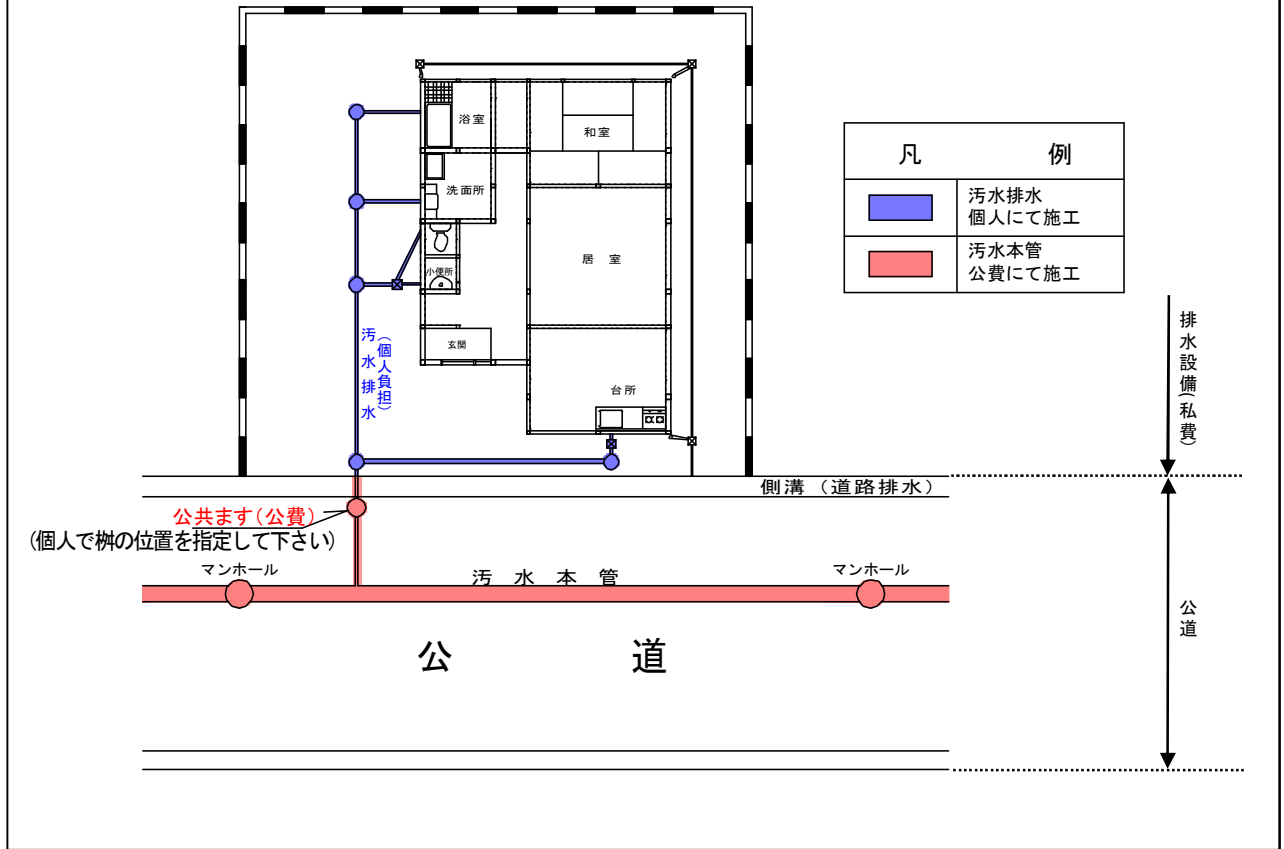 浴室
和室
洗面所
小便所
居室
玄関
台所
汚水排水
(個人負担)
凡例
汚水排水
個人にて施工
汚水本管
公費にて施工
排水設備(私費)
側溝（道路排水）
公共ます(公費)
(個人で桝の位置を指定して下さい)
マンホール
汚水本管
マンホール
公道
公道